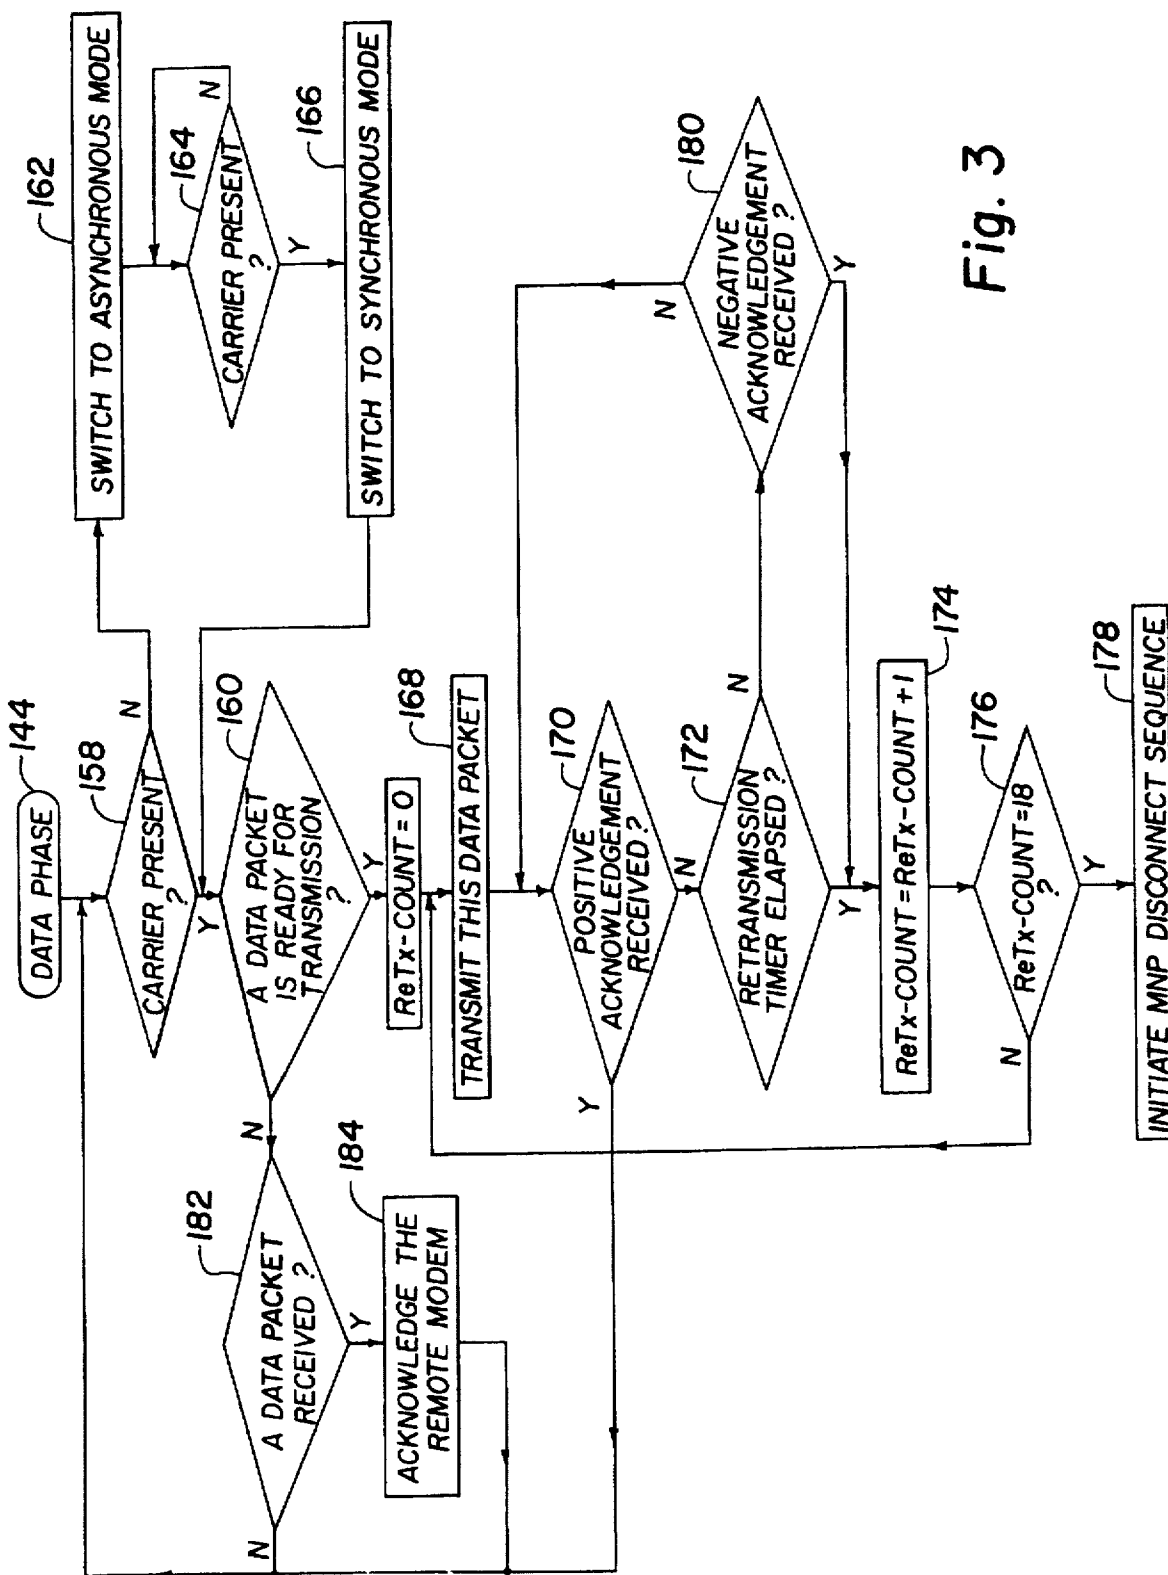 144
DATA PHASE
158
CARRIER PRESENT
?
N
Y
162
SWITCH TO ASYNCHRONOUS MODE
164
CARRIER PRESENT
?
N
Y
166
SWITCH TO SYNCHRONOUS MODE
160
A DATA PACKET
IS READY FOR
TRANSMISSION
?
N
Y
182
A DATA PACKET
RECEIVED ?
N
Y
184
ACKNOWLEDGE THE
REMOTE MODEM
ReTx-COUNT = 0
168
TRANSMIT THIS DATA PACKET
170
POSITIVE
ACKNOWLEDGEMENT
RECEIVED ?
Y
N
172
RETRANSMISSION
TIMER ELAPSED ?
N
Y
180
NEGATIVE
ACKNOWLEDGEMENT
RECEIVED ?
N
Y
174
ReTx-COUNT = ReTx-COUNT + 1
176
ReTx-COUNT = 18
?
N
Y
178
INITIATE MNP DISCONNECT SEQUENCE
Fig. 3